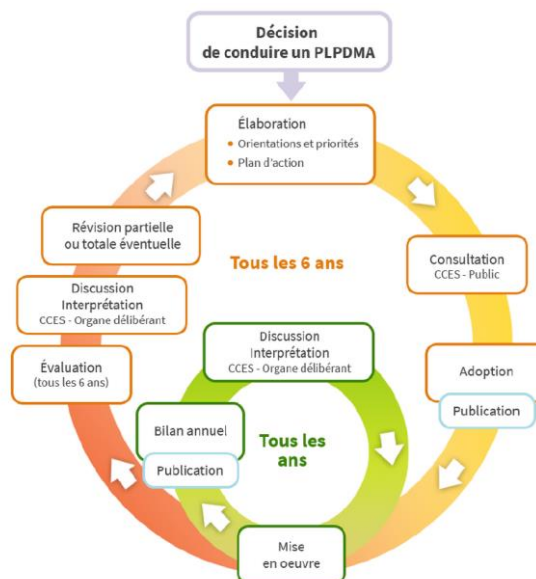 Décision
de conduire un PLPDMA
Élaboration
• Orientations et priorités
• Plan d'action
Révision partielle
ou totale éventuelle
Tous les 6 ans
Consultation
CCES - Public
Discussion
Interprétation
CCES - Organe délibérant
Évaluation
(tous les 6 ans)
Discussion
Interprétation
CCES - Organe délibérant
Adoption
Publication
Bilan annuel
Publication
Tous les
ans
Mise
en oeuvre